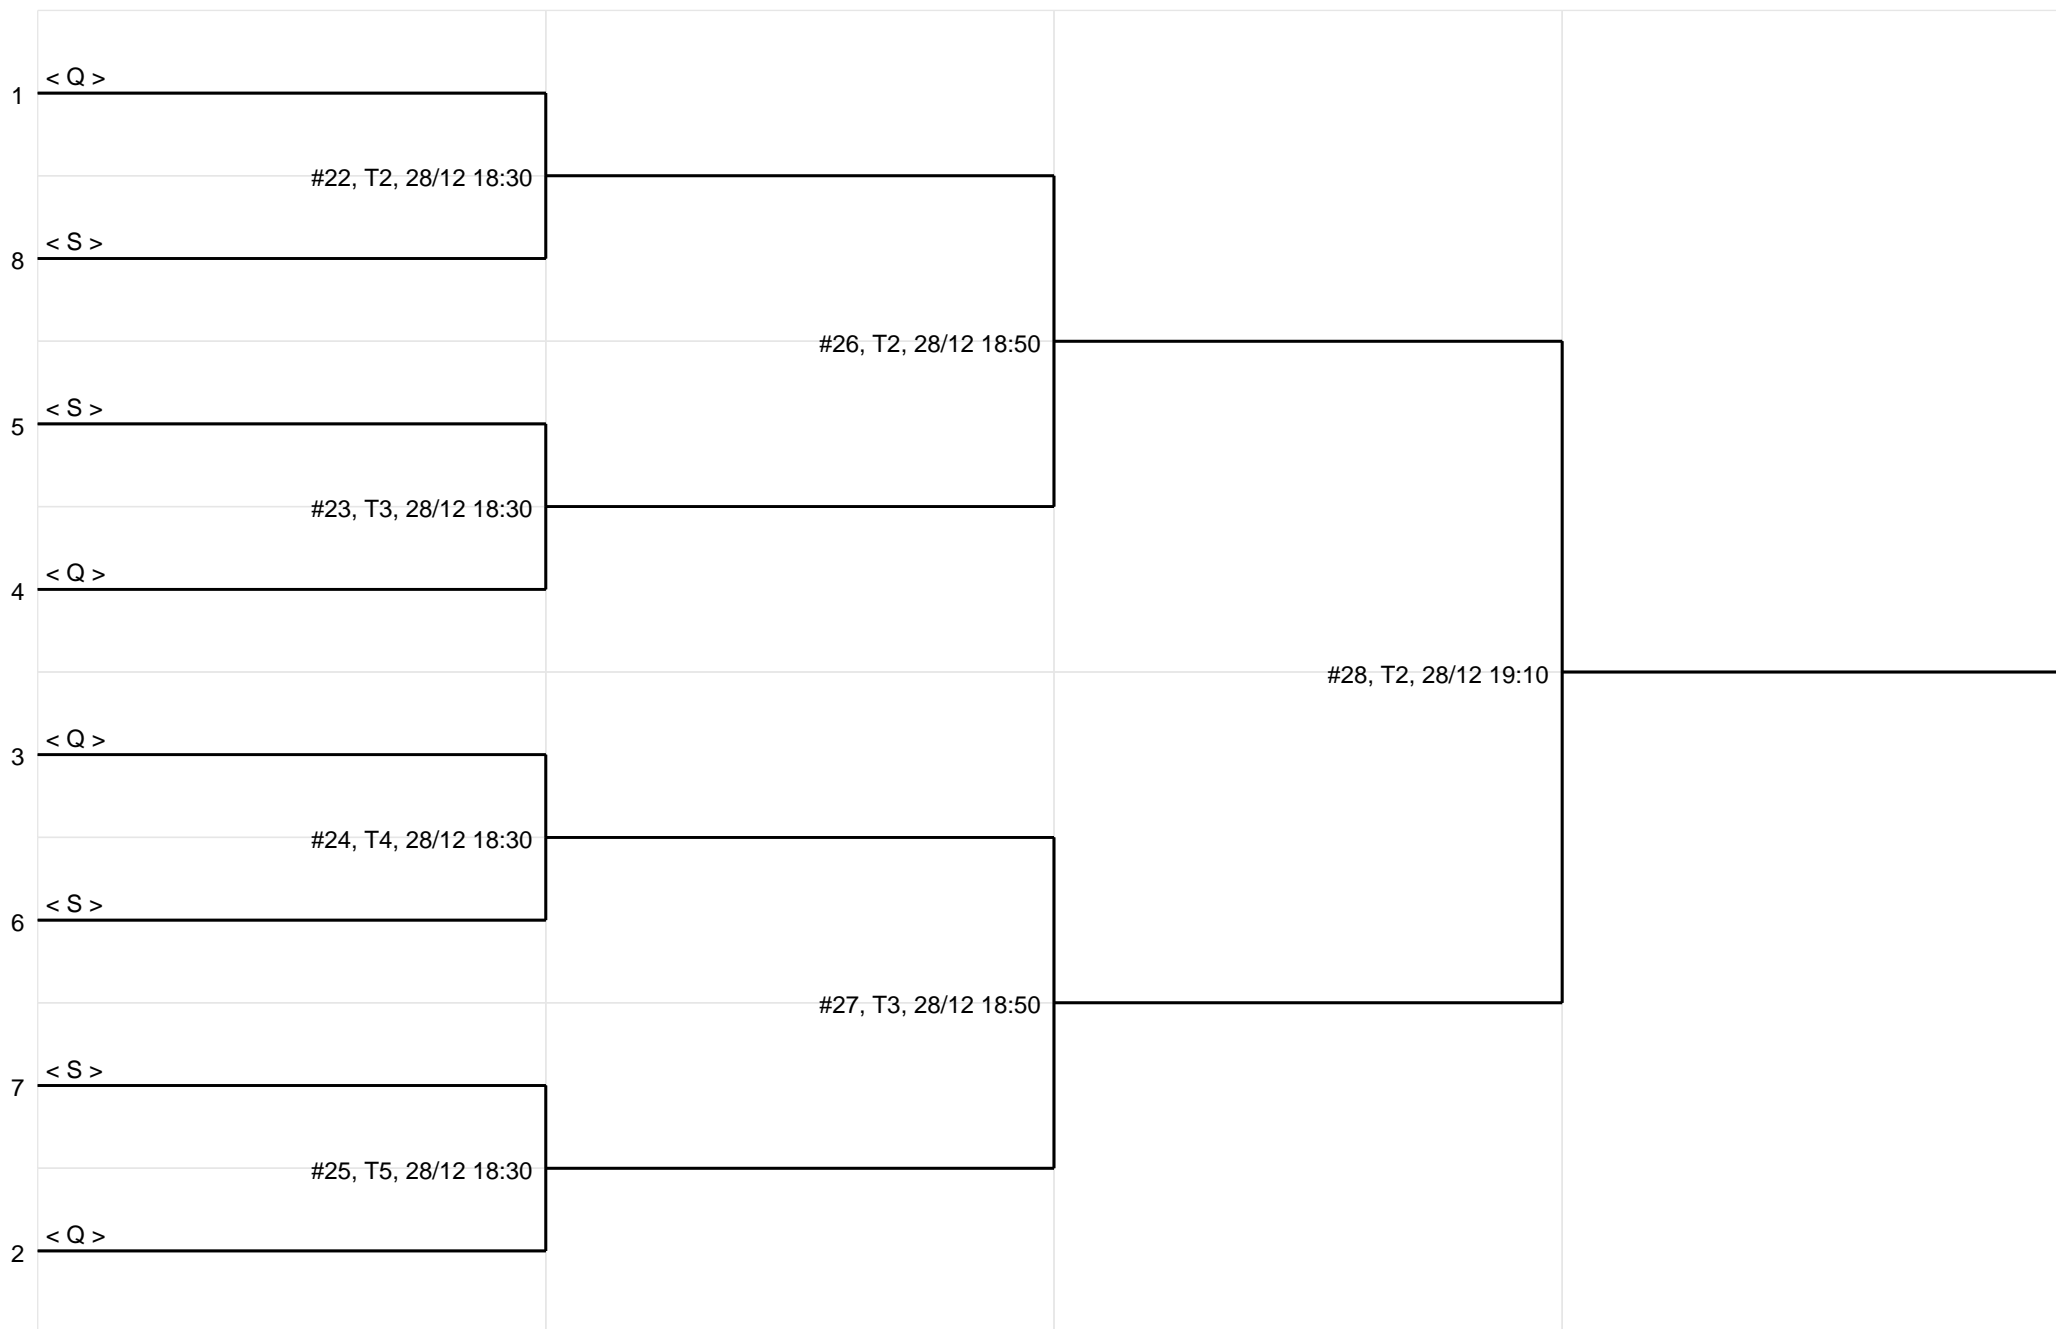 < Q >
1
#22, T2, 28/12 18:30
< S >
8
#26, T2, 28/12 18:50
< S >
5
#23, T3, 28/12 18:30
< Q >
4
#28, T2, 28/12 19:10
< Q >
3
#24, T4, 28/12 18:30
< S >
6
#27, T3, 28/12 18:50
< S >
7
#25, T5, 28/12 18:30
< Q >
2